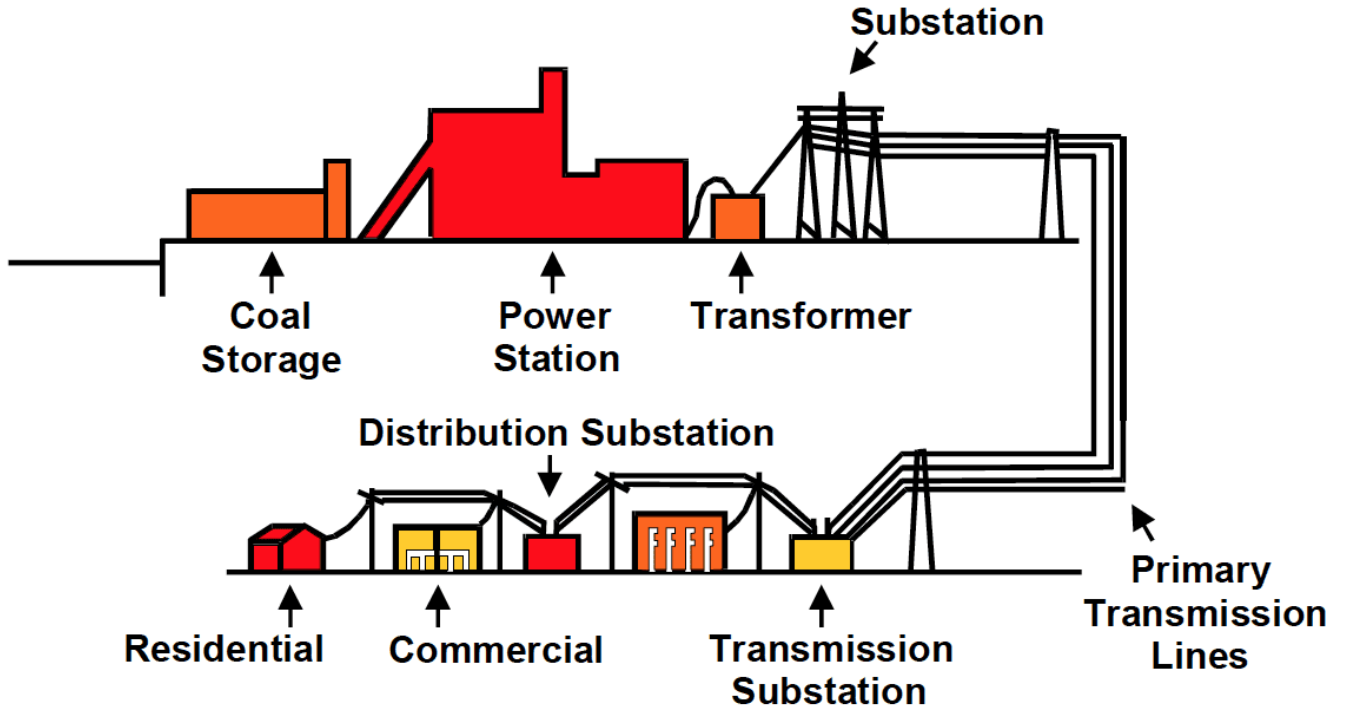 Substation
Coal
Storage
Power
Station
Transformer
Distribution Substation
Residential
Commercial
Transmission
Substation
Primary
Transmission
Lines